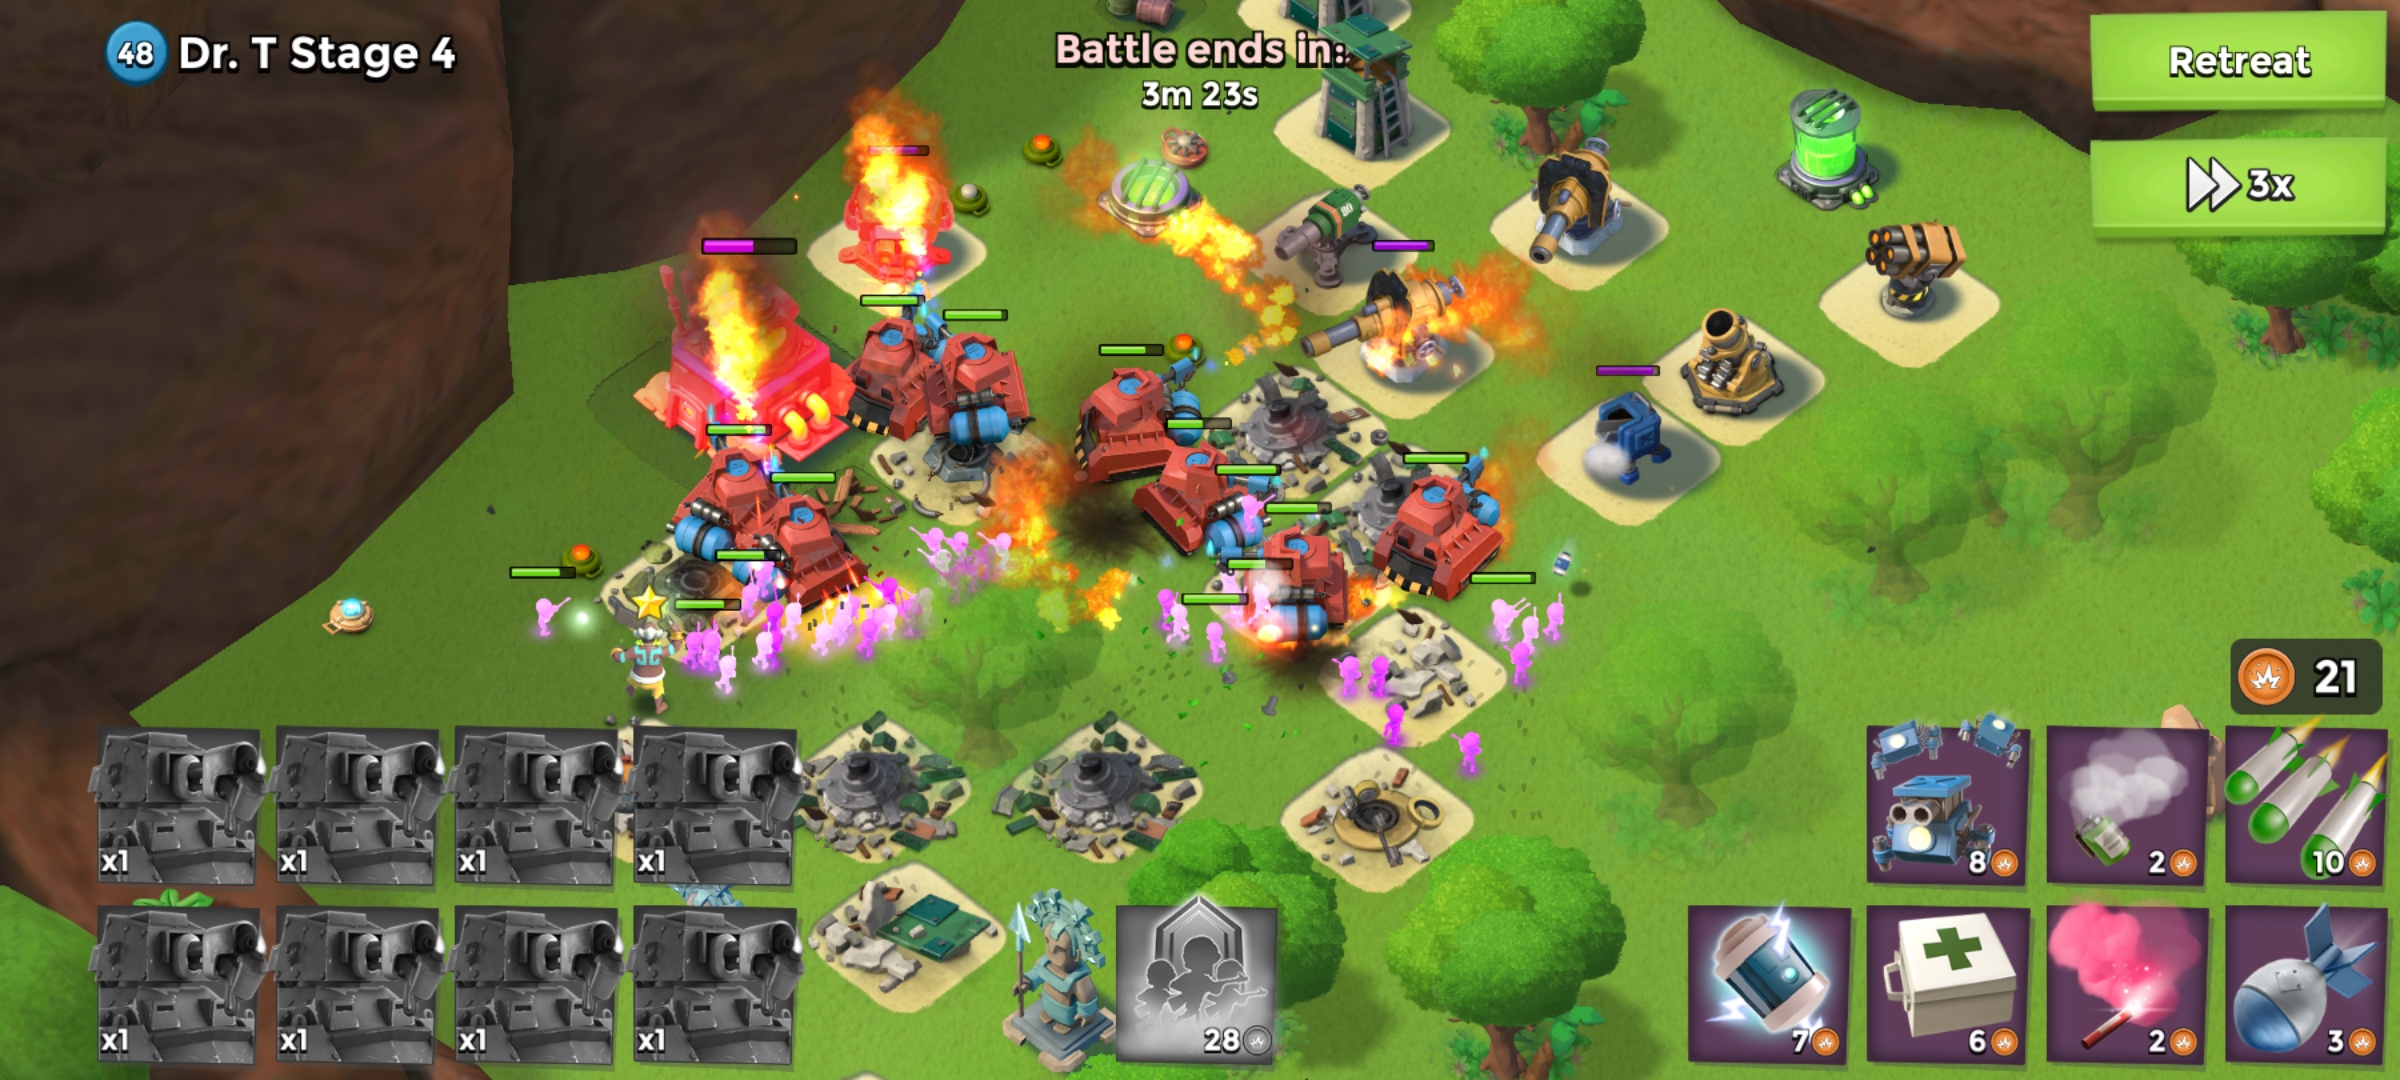 48 Dr. T Stage 4
Battle ends in:
3m 23s
Retreat
3x
80
21
x1 x1 x1 x1
8 2 10
x1 x1 x1 x1
28
7 6 2 3